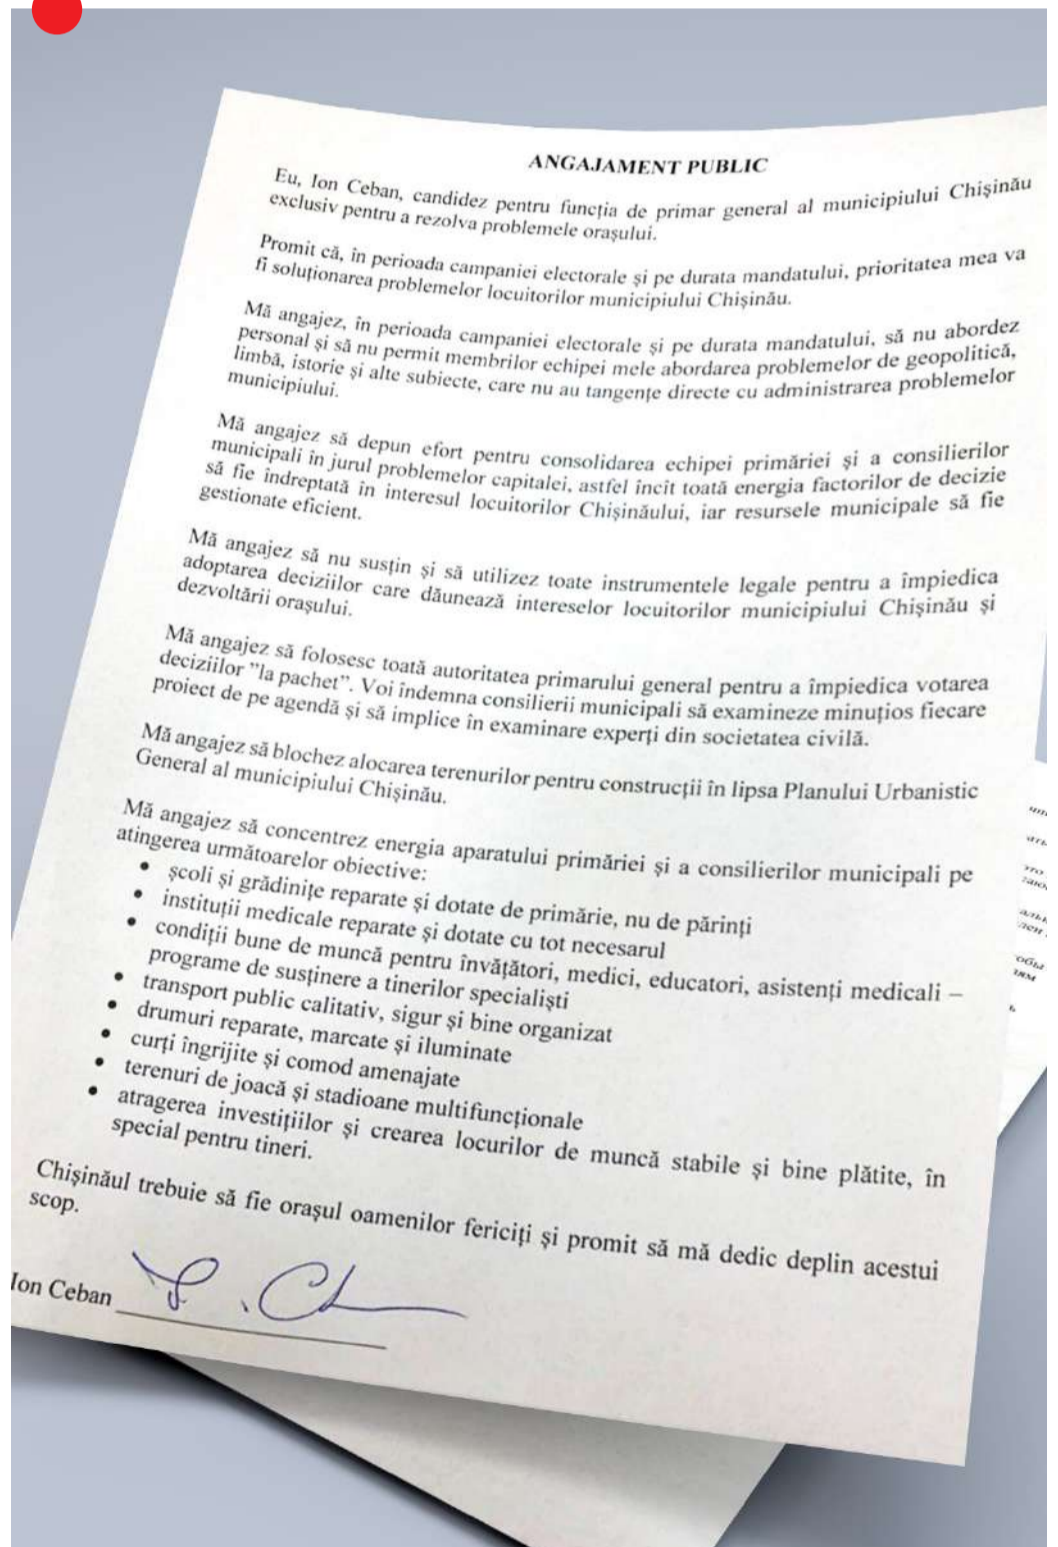 ANGAJAMENT PUBLIC
Eu, Ion Ceban, candidez pentru funcția de primar general al municipiului Chișinău
exclusiv pentru a rezolva problemele orașului.
Promit că, în perioada campaniei electorale și pe durata mandatului, prioritatea mea va
fi soluționarea problemelor locuitorilor municipiului Chișinău.
Mă angajez, în perioada campaniei electorale și pe durata mandatului, să nu abordez
personal și să nu permit membrilor echipei mele abordarea problemelor de geopolitică,
limbă, istorie și alte subiecte, care nu au tangențe directe cu administrarea problemelor
municipiului.
Mă angajez să depun efort pentru consolidarea echipei primăriei și a consilierilor
municipali în jurul problemelor capitalei, astfel încît toată energia factorilor de decizie
să fie îndreptată în interesul locuitorilor Chișinăului, iar resursele municipale să fie
gestionate eficient.
Mă angajez să nu susțin și să utilizez toate instrumentele legale pentru a împiedica
adoptarea deciziilor care dăunează intereselor locuitorilor municipiului Chișinău și
dezvoltării orașului.
Mă angajez să folosesc toată autoritatea primarului general pentru a împiedica votarea
deciziilor ”la pachet”. Voi îndemna consilierii municipali să examineze minuțios fiecare
proiect de pe agendă și să implice în examinare experți din societatea civilă.
Mă angajez să blochez alocarea terenurilor pentru construcții în lipsa Planului Urbanistic
General al municipiului Chișinău.
Mă angajez să concentrez energia aparatului primăriei și a consilierilor municipali pe
atingerea următoarelor obiective:
• școli și grădinițe reparate și dotate de primărie, nu de părinți
• instituții medicale reparate și dotate cu tot necesarul
• condiții bune de muncă pentru învățători, medici, educatori, asistenți medicali –
programe de susținere a tinerilor specialiști
• transport public calitativ, sigur și bine organizat
• drumuri reparate, marcate și iluminate
• curți îngrijite și comod amenajate
• terenuri de joacă și stadioane multifuncționale
• atragerea investițiilor și crearea locurilor de muncă stabile și bine plătite, în
special pentru tineri.
Chișinăul trebuie să fie orașul oamenilor fericiți și promit să mă dedic deplin acestui
scop.
Ion Ceban